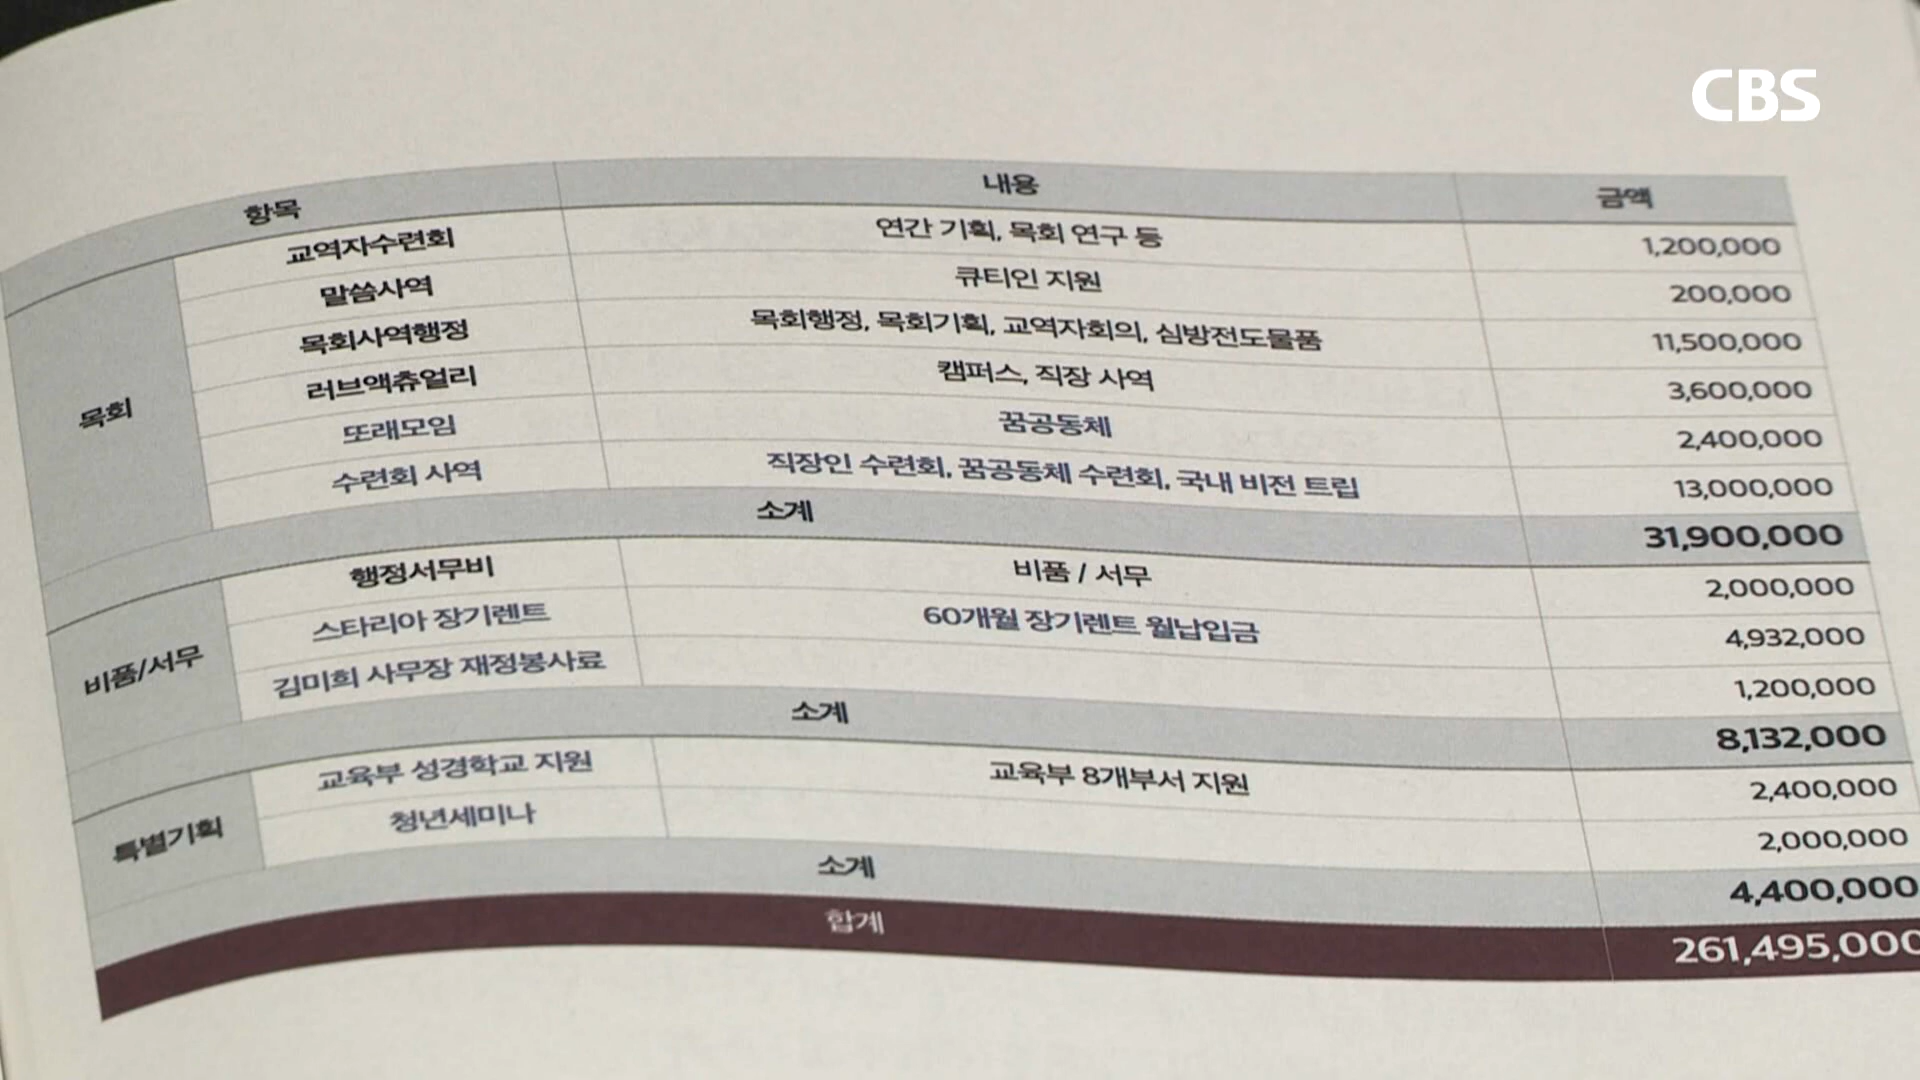 CBS
항목 내용 금액
목회
교역자수련회 연간 기획, 목회 연구 등 1,200,000
말씀사역 큐티인 지원 200,000
목회사역행정 목회행정, 목회기획, 교역자회의, 심방전도물품 11,500,000
러브액츄얼리 캠퍼스, 직장 사역 3,600,000
또래모임 꿈공동체 2,400,000
수련회 사역 직장인 수련회, 꿈공동체 수련회, 국내 비전 트립 13,000,000
소계 31,900,000
비품/서무
행정서무비 비품 / 서무 2,000,000
스타리아 장기렌트 60개월 장기렌트 월납입금 4,932,000
김미희 사무장 재정봉사료 1,200,000
소계 8,132,000
특별기획
교육부 성경학교 지원 교육부 8개부서 지원 2,400,000
청년세미나 2,000,000
소계 4,400,000
합계 261,495,000